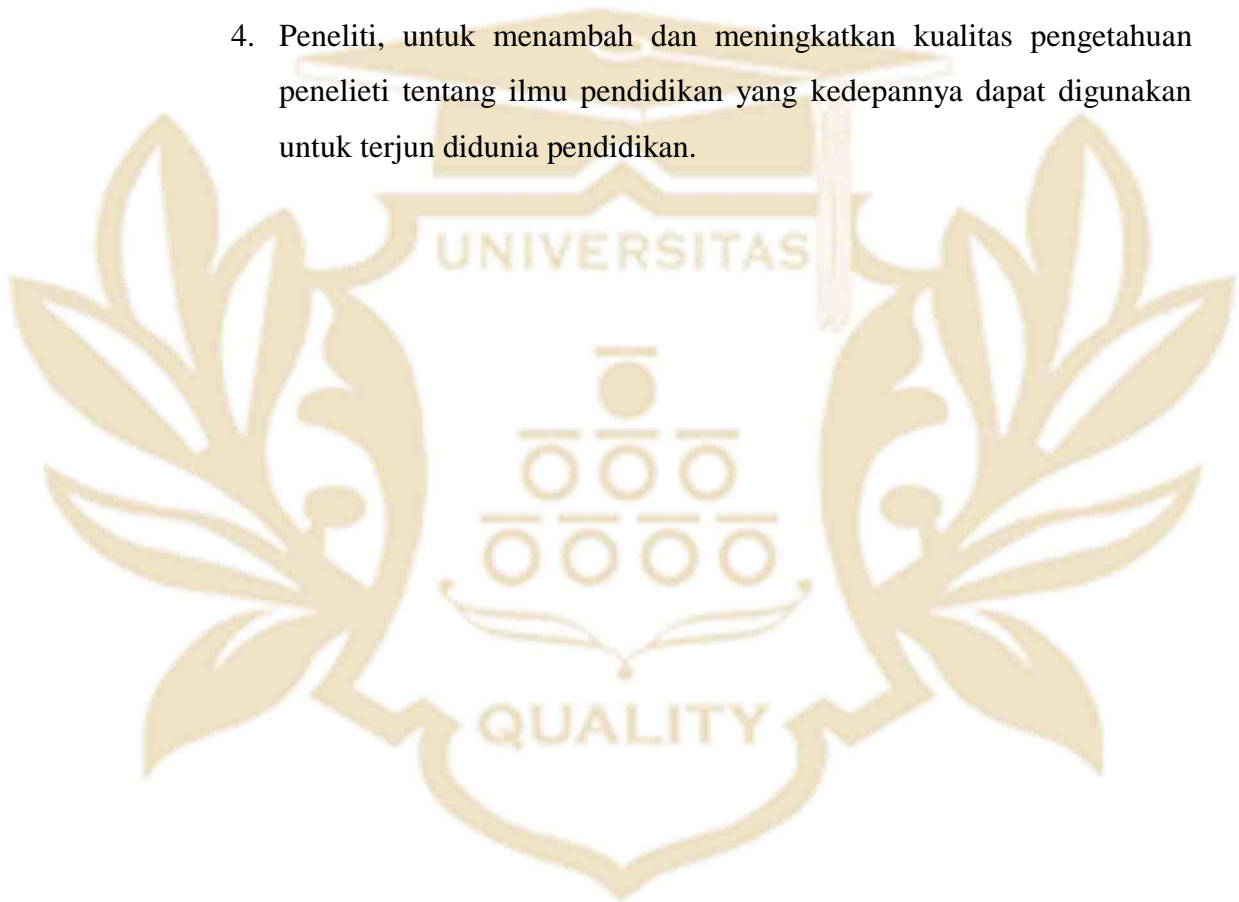 4. Peneliti, untuk menambah dan meningkatkan kualitas pengetahuan
penelieti tentang ilmu pendidikan yang kedepannya dapat digunakan
untuk terjun didunia pendidikan.
UNIVERSITAS
QUALITY